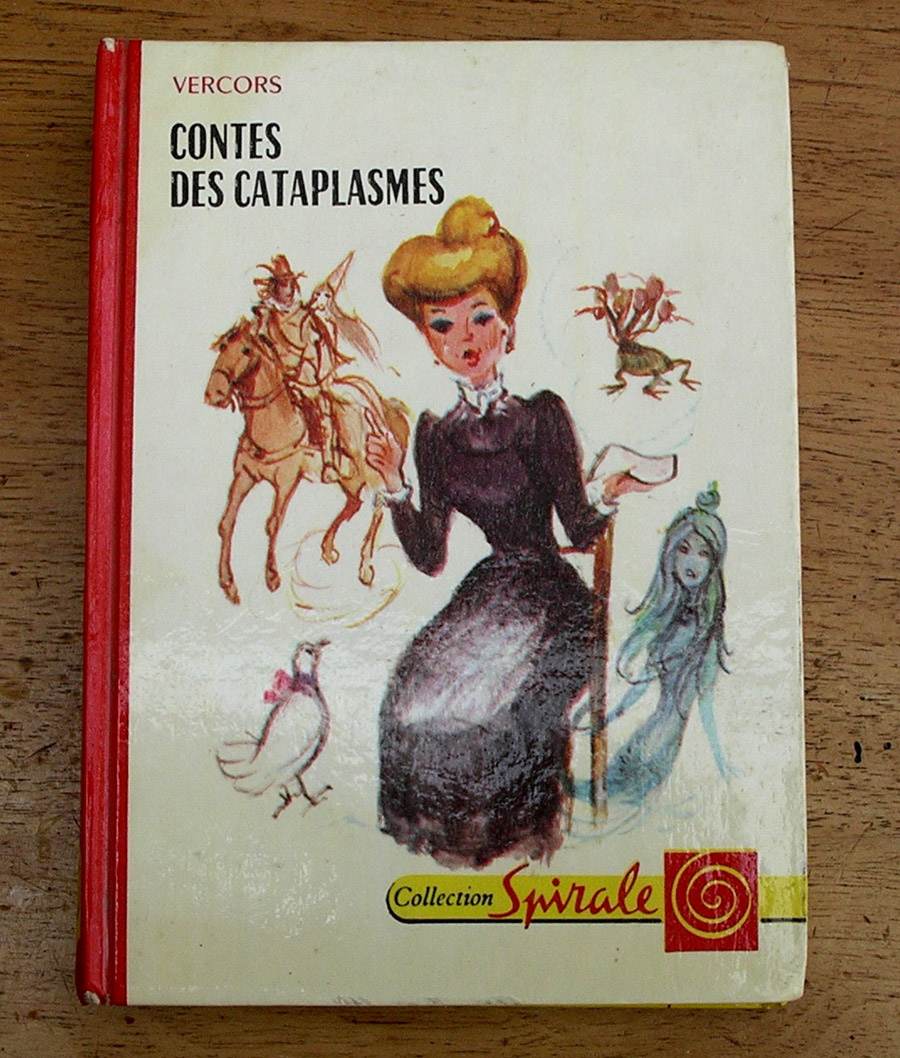 VERCORS
CONTES
DES CATAPLASMES
Collection Spirale